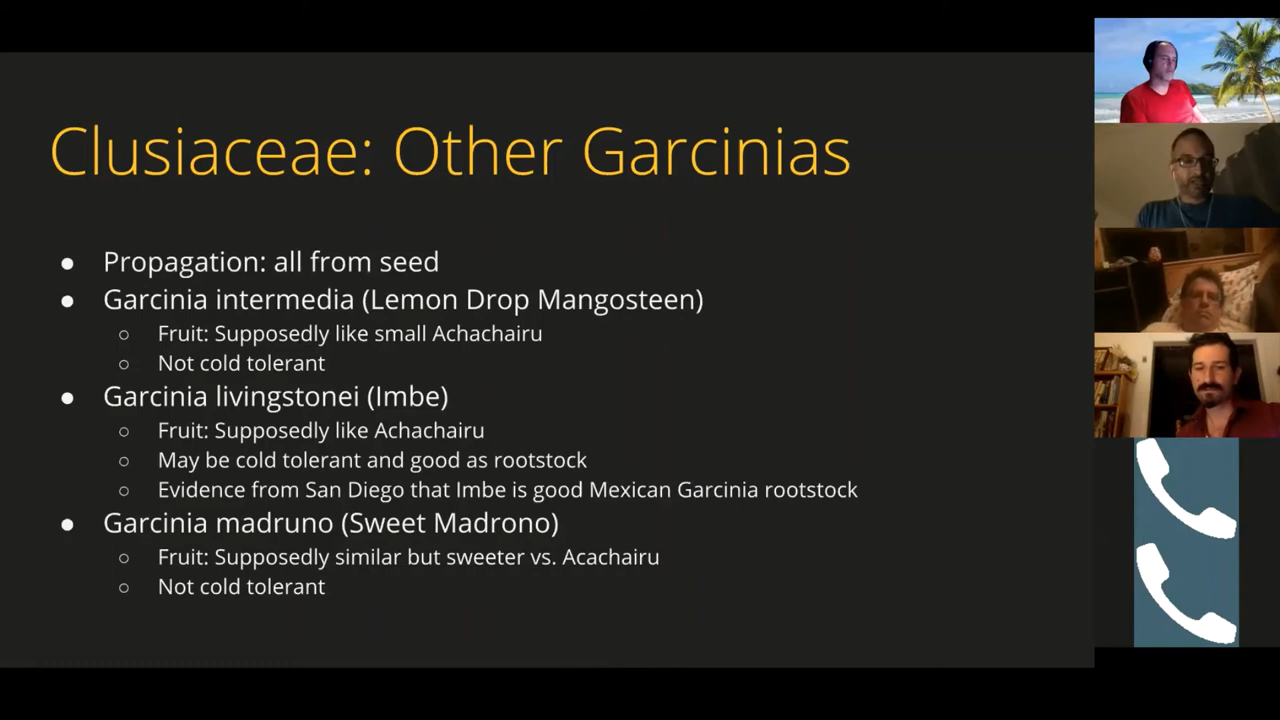 Clusiaceae: Other Garcinias
● Propagation: all from seed
● Garcinia intermedia (Lemon Drop Mangosteen)
○ Fruit: Supposedly like small Achachairu
○ Not cold tolerant
● Garcinia livingstonei (Imbe)
○ Fruit: Supposedly like Achachairu
○ May be cold tolerant and good as rootstock
○ Evidence from San Diego that Imbe is good Mexican Garcinia rootstock
● Garcinia madruno (Sweet Madrono)
○ Fruit: Supposedly similar but sweeter vs. Acachairu
○ Not cold tolerant